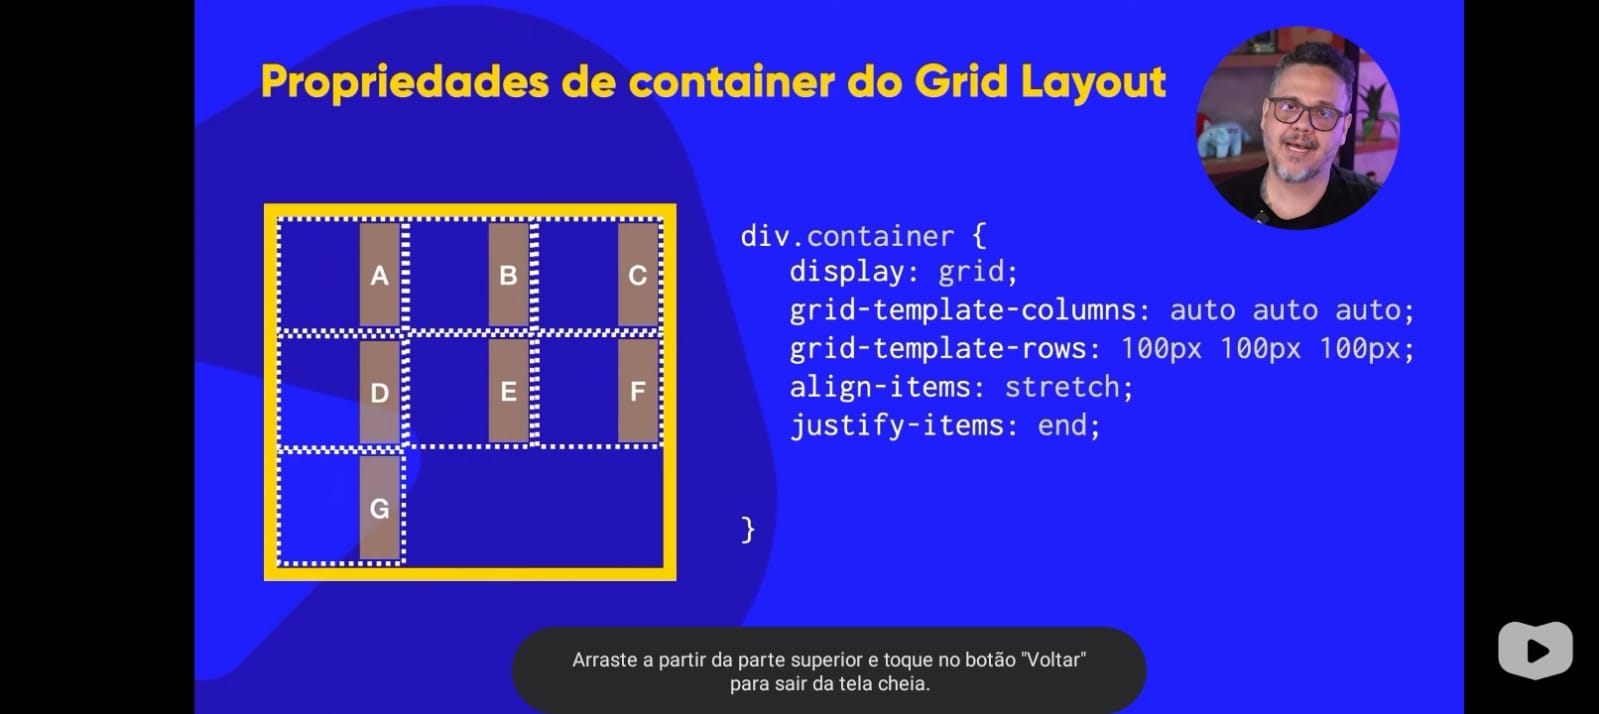 Propriedades de container do Grid Layout
A B C
D E F
G
div.container {
display: grid;
grid-template-columns: auto auto auto;
grid-template-rows: 100px 100px 100px;
align-items: stretch;
justify-items: end;
}
Arraste a partir da parte superior e toque no botão "Voltar"
para sair da tela cheia.